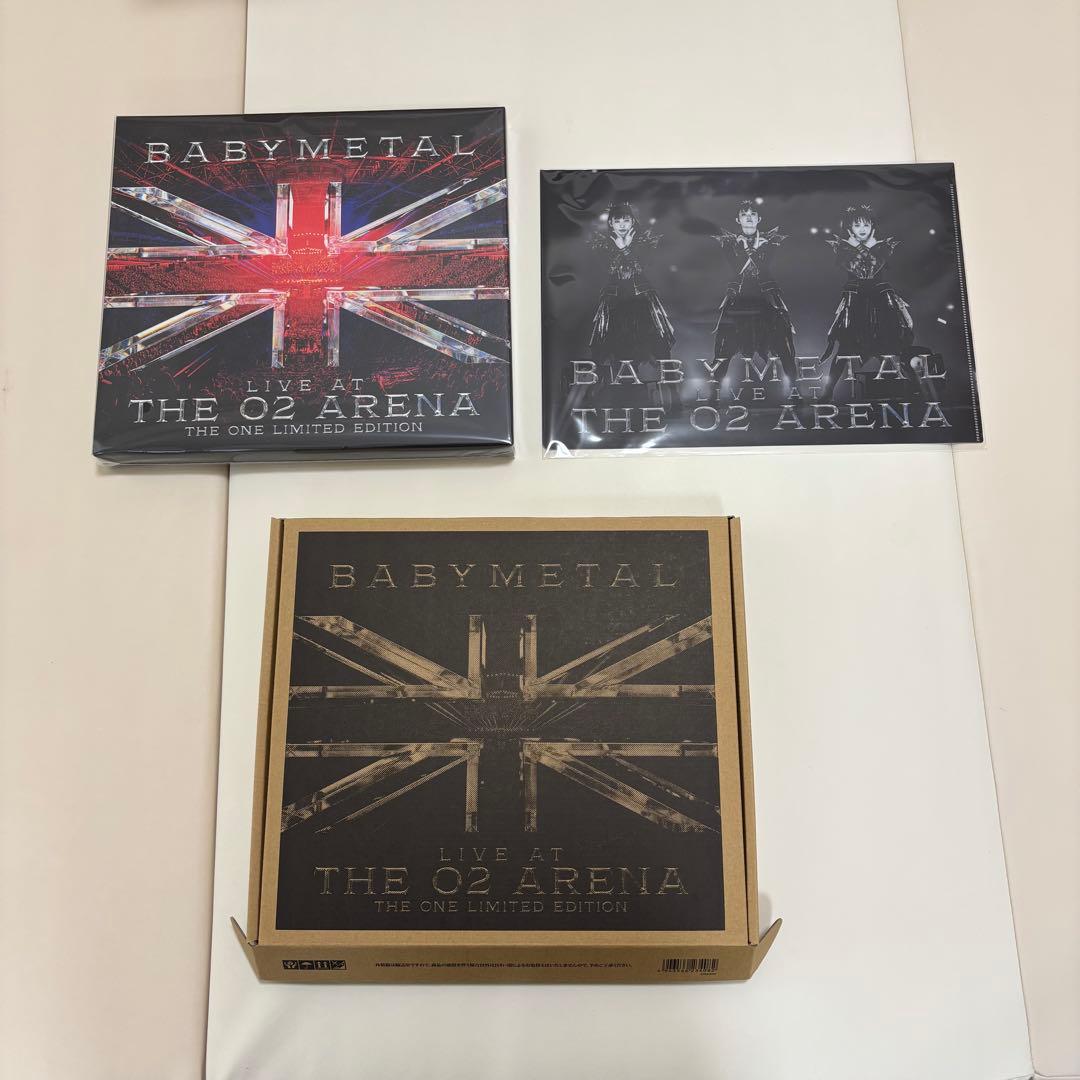 BABYMETAL
LIVE AT
THE O2 ARENA
THE ONE LIMITED EDITION
BABYMETAL
LIVE AT
THE O2 ARENA
BABYMETAL
LIVE AT
THE O2 ARENA
THE ONE LIMITED EDITION